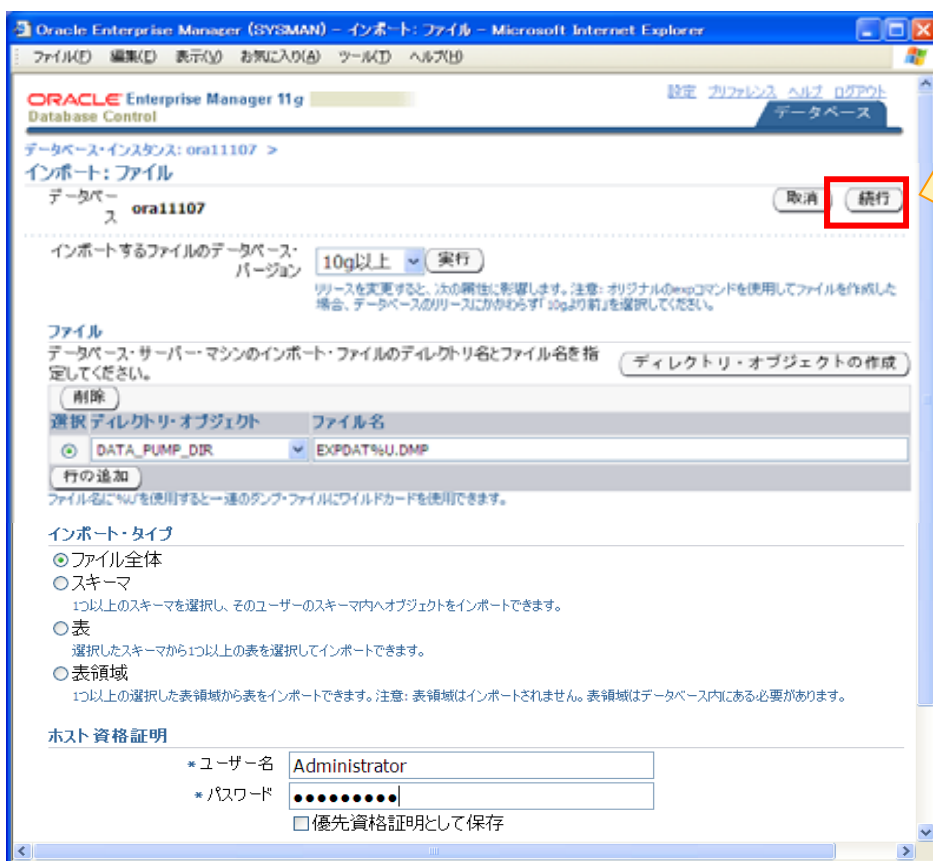 Oracle Enterprise Manager (SYSMAN) - インポート: ファイル - Microsoft Internet Explorer
ファイル(F) 編集(E) 表示(V) お気に入り(A) ツール(T) ヘルプ(H)
ORACLE Enterprise Manager 11g
Database Control
設定 プリファレンス ヘルプ ログアウト
データベース
データベース・インスタンス: ora11107 >
インポート: ファイル
データベー
ス ora11107
取消 続行
インポートするファイルのデータベース・
バージョン
10g以上 実行
リリースを変更すると、次の属性に影響します。注意: オリジナルのexpコマンドを使用してファイルを作成した
場合、データベースのリリースにかかわらず「10gより前」を選択してください。
ファイル
データベース・サーバー・マシンのインポート・ファイルのディレクトリ名とファイル名を指
定してください。
ディレクトリ・オブジェクトの作成
削除
選択 ディレクトリ・オブジェクト ファイル名
DATA_PUMP_DIR EXPDAT%U.DMP
行の追加
ファイル名に'%U'を使用すると一連のダンプ・ファイルにワイルドカードを使用できます。
インポート・タイプ
ファイル全体
スキーマ
1つ以上のスキーマを選択し、そのユーザーのスキーマ内へオブジェクトをインポートできます。
表
選択したスキーマから1つ以上の表を選択してインポートできます。
表領域
1つ以上の選択した表領域から表をインポートできます。注意: 表領域はインポートされません。表領域はデータベース内にある必要があります。
ホスト資格証明
* ユーザー名 Administrator
* パスワード ●●●●●●●●●
優先資格証明として保存